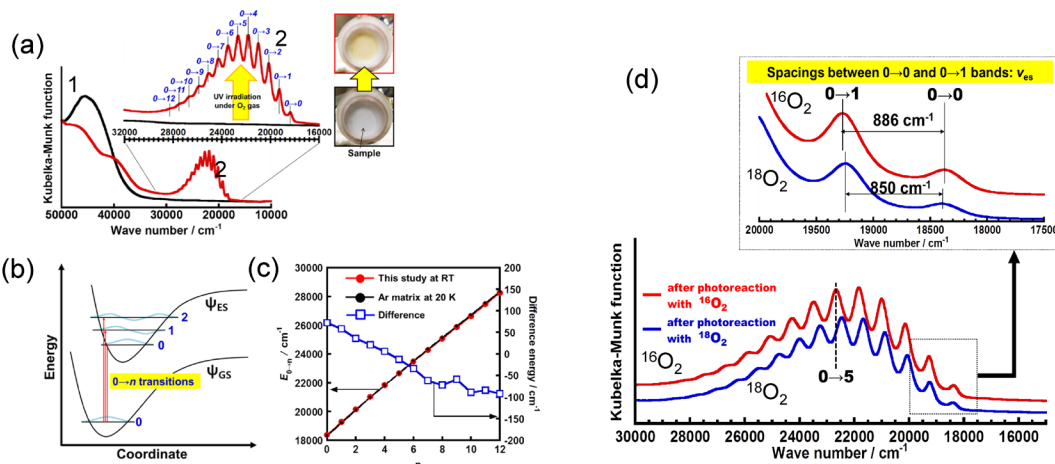 (a)
Kubelka-Munk function
1
2
0→4
0→5
0→3
0→6
0→2
0→7
0→8
0→1
0→9
0→10
0→11
0→0
0→12
UV irradiation
under O2 gas
32000 28000 24000 20000 16000
2
50000 40000 30000 20000 10000
Wave number / cm-1
Sample
(b)
Energy
ΨES
2
1
0
ΨGS
0→n transitions
0
Coordinate
(c)
E0→n / cm-1
30000
28000
26000
24000
22000
20000
18000
This study at RT
Ar matrix at 20 K
Difference
200
150
100
50
0
-50
-100
-150
-200
Difference energy / cm-1
0 2 4 6 8 10 12
n
(d)
Spacings between 0→0 and 0→1 bands: νes
0→1 0→0
16O2
886 cm-1
18O2
850 cm-1
20000 19500 19000 18500 18000 17500
Wave number / cm-1
Kubelka-Munk function
after photoreaction
with 16O2
after photoreaction
with 18O2
16O2
18O2
0→5
30000 28000 26000 24000 22000 20000 18000 16000
Wave number / cm-1